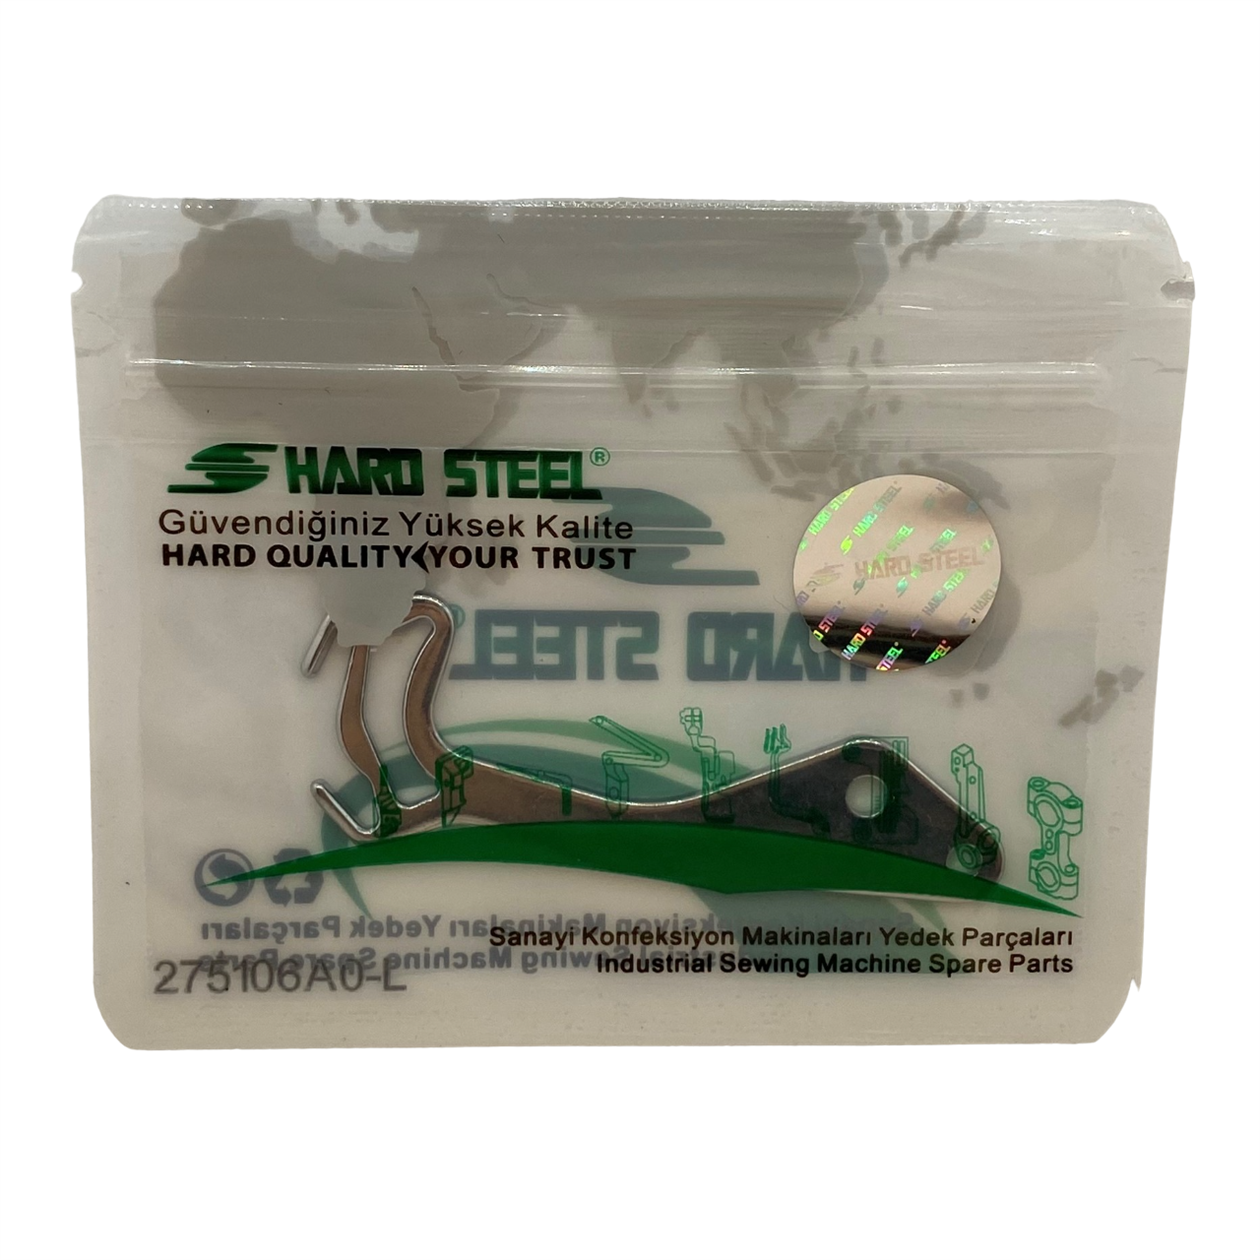 HARD STEEL®
Güvendiğiniz Yüksek Kalite
HARD QUALITY YOUR TRUST
HARD STEEL
HARD STEEL
Sanayi Konfeksiyon Makinaları Yedek Parçaları
Industrial Sewing Machine Spare Parts
275106A0-L